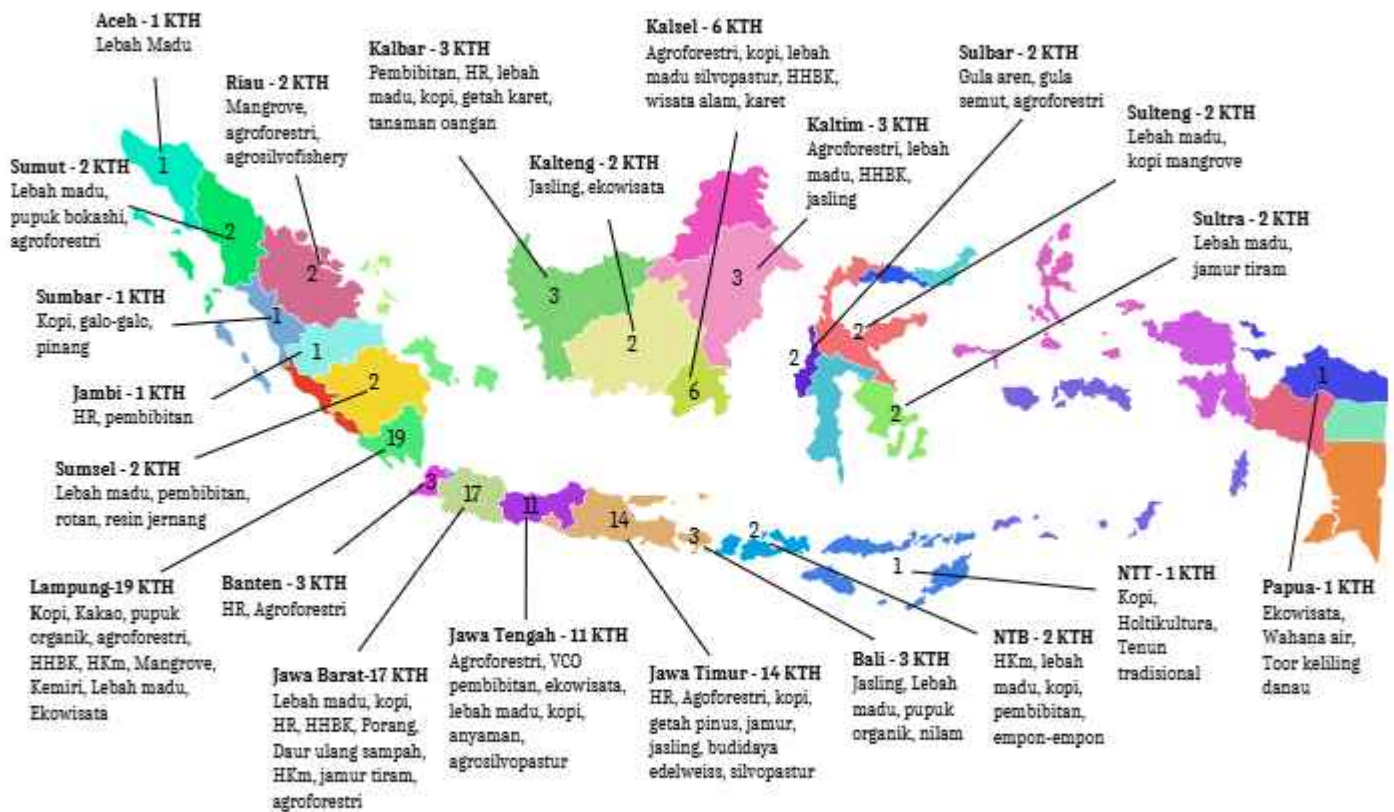 Aceh - 1 KTH
Lebah Madu
Riau - 2 KTH
Mangrove,
agroforestri,
agrosilvofishery
Sumut - 2 KTH
Lebah madu,
pupuk bokashi,
agroforestri
Sumbar - 1 KTH
Kopi, galo-galo,
pinang
Jambi - 1 KTH
HR, pembibitan
Sumsel - 2 KTH
Lebah madu, pembibitan,
rotan, resin jernang
Lampung-19 KTH
Kopi, Kakao, pupuk
organik, agroforestri,
HHBK, HKm, Mangrove,
Kemiri, Lebah madu,
Ekowisata
Banten - 3 KTH
HR, Agroforestri
Jawa Barat-17 KTH
Lebah madu, kopi,
HR, HHBK, Porang,
Daur ulang sampah,
HKm, jamur tiram,
agroforestri
Jawa Tengah - 11 KTH
Agroforestri, VCO
pembibitan, ekowisata,
lebah madu, kopi,
anyaman,
agrosilvopastur
Jawa Timur - 14 KTH
HR, Agoforestri, kopi,
getah pinus, jamur,
jasling, budidaya
edelweiss, silvopastur
Bali - 3 KTH
Jasling, Lebah
madu, pupuk
organik, nilam
NTB - 2 KTH
HKm, lebah
madu, kopi,
pembibitan,
empon-empon
NTT - 1 KTH
Kopi,
Holtikultura,
Tenun
tradisional
Papua- 1 KTH
Ekowisata,
Wahana air,
Toor keliling
danau
Kalbar - 3 KTH
Pembibitan, HR, lebah
madu, kopi, getah karet,
tanaman oangan
Kalteng - 2 KTH
Jasling, ekowisata
Kalsel - 6 KTH
Agroforestri, kopi, lebah
madu silvopastur, HHBK,
wisata alam, karet
Kaltim - 3 KTH
Agroforestri, lebah
madu, HHBK,
jasling
Sulbar - 2 KTH
Gula aren, gula
semut, agroforestri
Sulteng - 2 KTH
Lebah madu,
kopi mangrove
Sultra - 2 KTH
Lebah madu,
jamur tiram
1
2
2
1
1
2
19
3
17
11
14
3
2
1
3
2
6
3
2
2
2
1